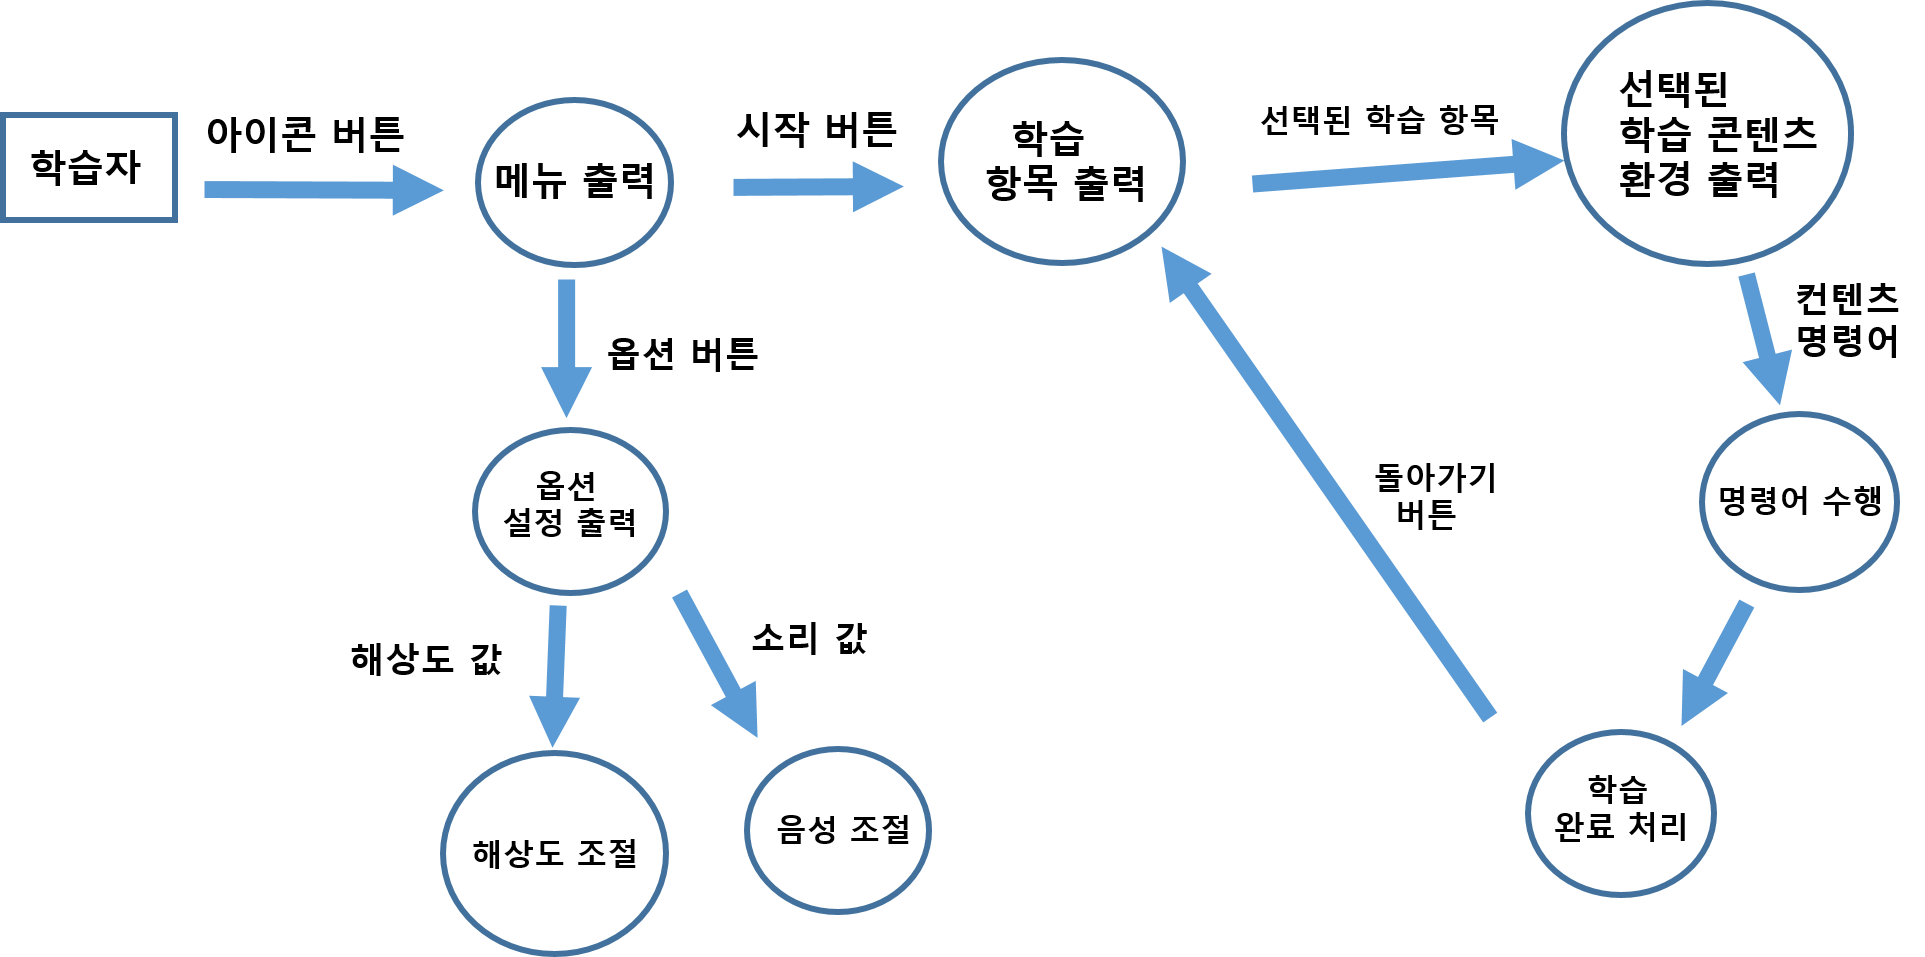 학습자
아이콘 버튼
메뉴 출력
시작 버튼
학습
항목 출력
선택된 학습 항목
선택된
학습 콘텐츠
환경 출력
컨텐츠
명령어
옵션 버튼
옵션
설정 출력
돌아가기
버튼
명령어 수행
해상도 값
소리 값
해상도 조절
음성 조절
학습
완료 처리